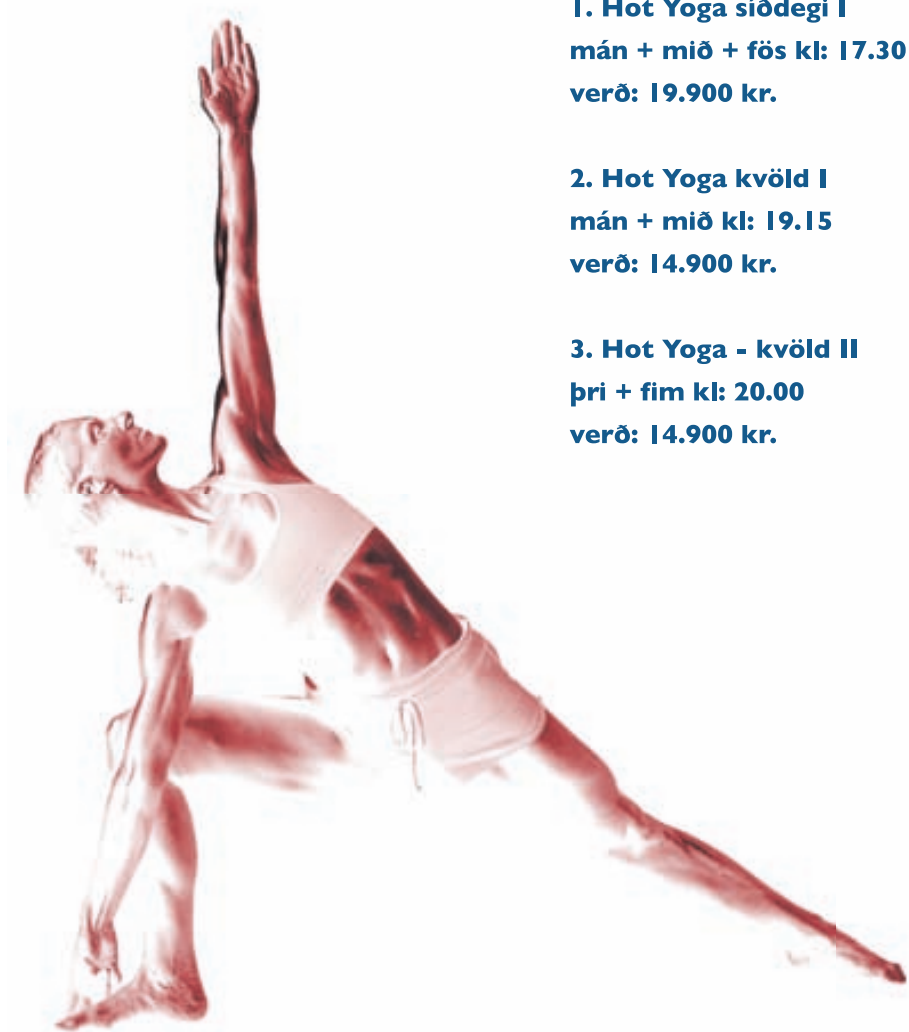 1. Hot Yoga síðdegi I
mán + mið + fös kl: 17.30
verð: 19.900 kr.
2. Hot Yoga kvöld I
mán + mið kl: 19.15
verð: 14.900 kr.
3. Hot Yoga - kvöld II
þri + fim kl: 20.00
verð: 14.900 kr.